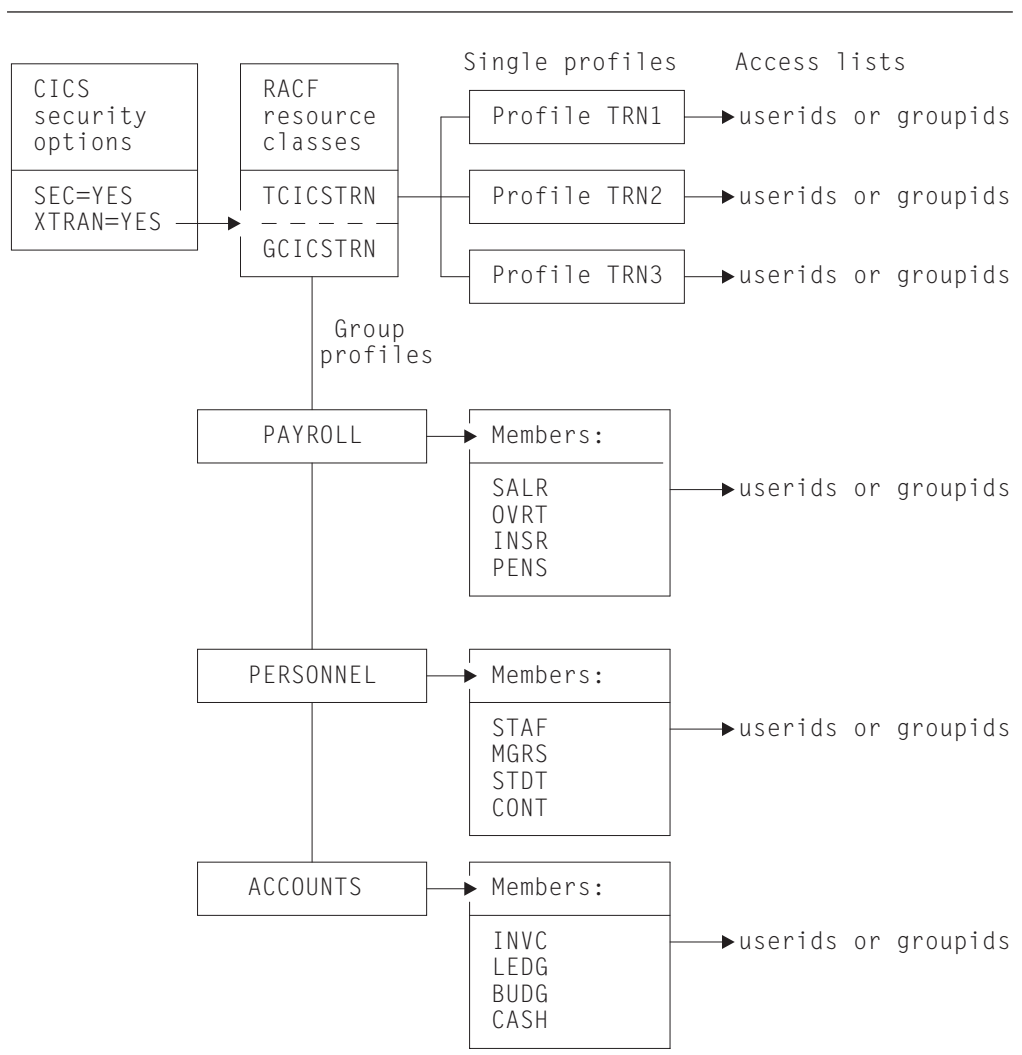 Single profiles
Access lists
CICS
security
options
SEC=YES
XTRAN=YES
RACF
resource
classes
TCICSTRN
GCICSTRN
Profile TRN1
userids or groupids
Profile TRN2
userids or groupids
Profile TRN3
userids or groupids
Group
profiles
PAYROLL
Members:
SALR
OVRT
INSR
PENS
userids or groupids
PERSONNEL
Members:
STAF
MGRS
STDT
CONT
userids or groupids
ACCOUNTS
Members:
INVC
LEDG
BUDG
CASH
userids or groupids